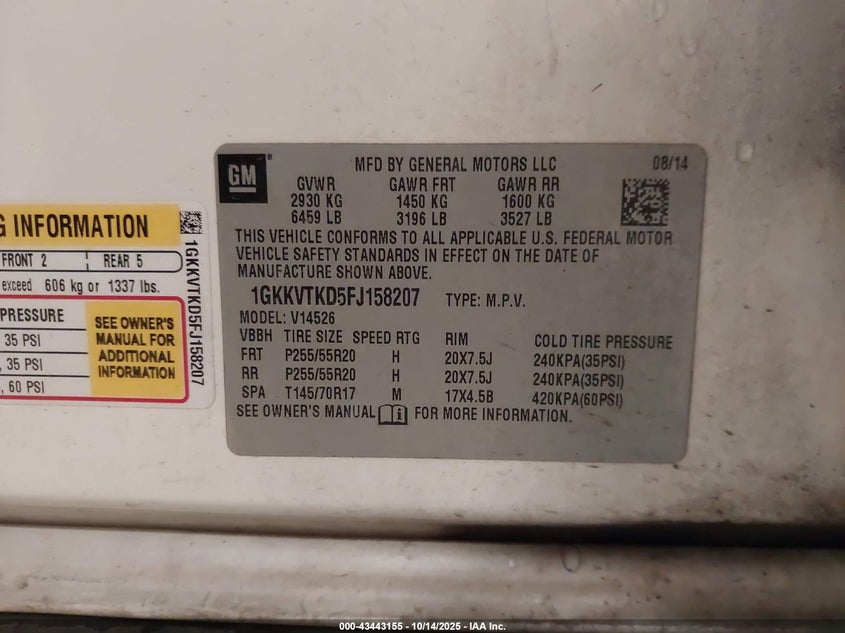 G INFORMATION
FRONT 2 REAR 5
exceed 606 kg or 1337 lbs.
PRESSURE
35 PSI
, 35 PSI
, 60 PSI
SEE OWNER'S
MANUAL FOR
ADDITIONAL
INFORMATION
1GKKVTKD5FJ158207
GM
MFD BY GENERAL MOTORS LLC 08/14
GVWR GAWR FRT GAWR RR
2930 KG 1450 KG 1600 KG
6459 LB 3196 LB 3527 LB
THIS VEHICLE CONFORMS TO ALL APPLICABLE U.S. FEDERAL MOTOR
VEHICLE SAFETY STANDARDS IN EFFECT ON THE DATE OF
MANUFACTURE SHOWN ABOVE.
1GKKVTKD5FJ158207 TYPE: M.P.V.
MODEL: V14526
VBBH TIRE SIZE SPEED RTG RIM COLD TIRE PRESSURE
FRT P255/55R20 H 20X7.5J 240KPA(35PSI)
RR P255/55R20 H 20X7.5J 240KPA(35PSI)
SPA T145/70R17 M 17X4.5B 420KPA(60PSI)
SEE OWNER'S MANUAL FOR MORE INFORMATION.
000-43443155 - 10/14/2025 - IAA Inc.